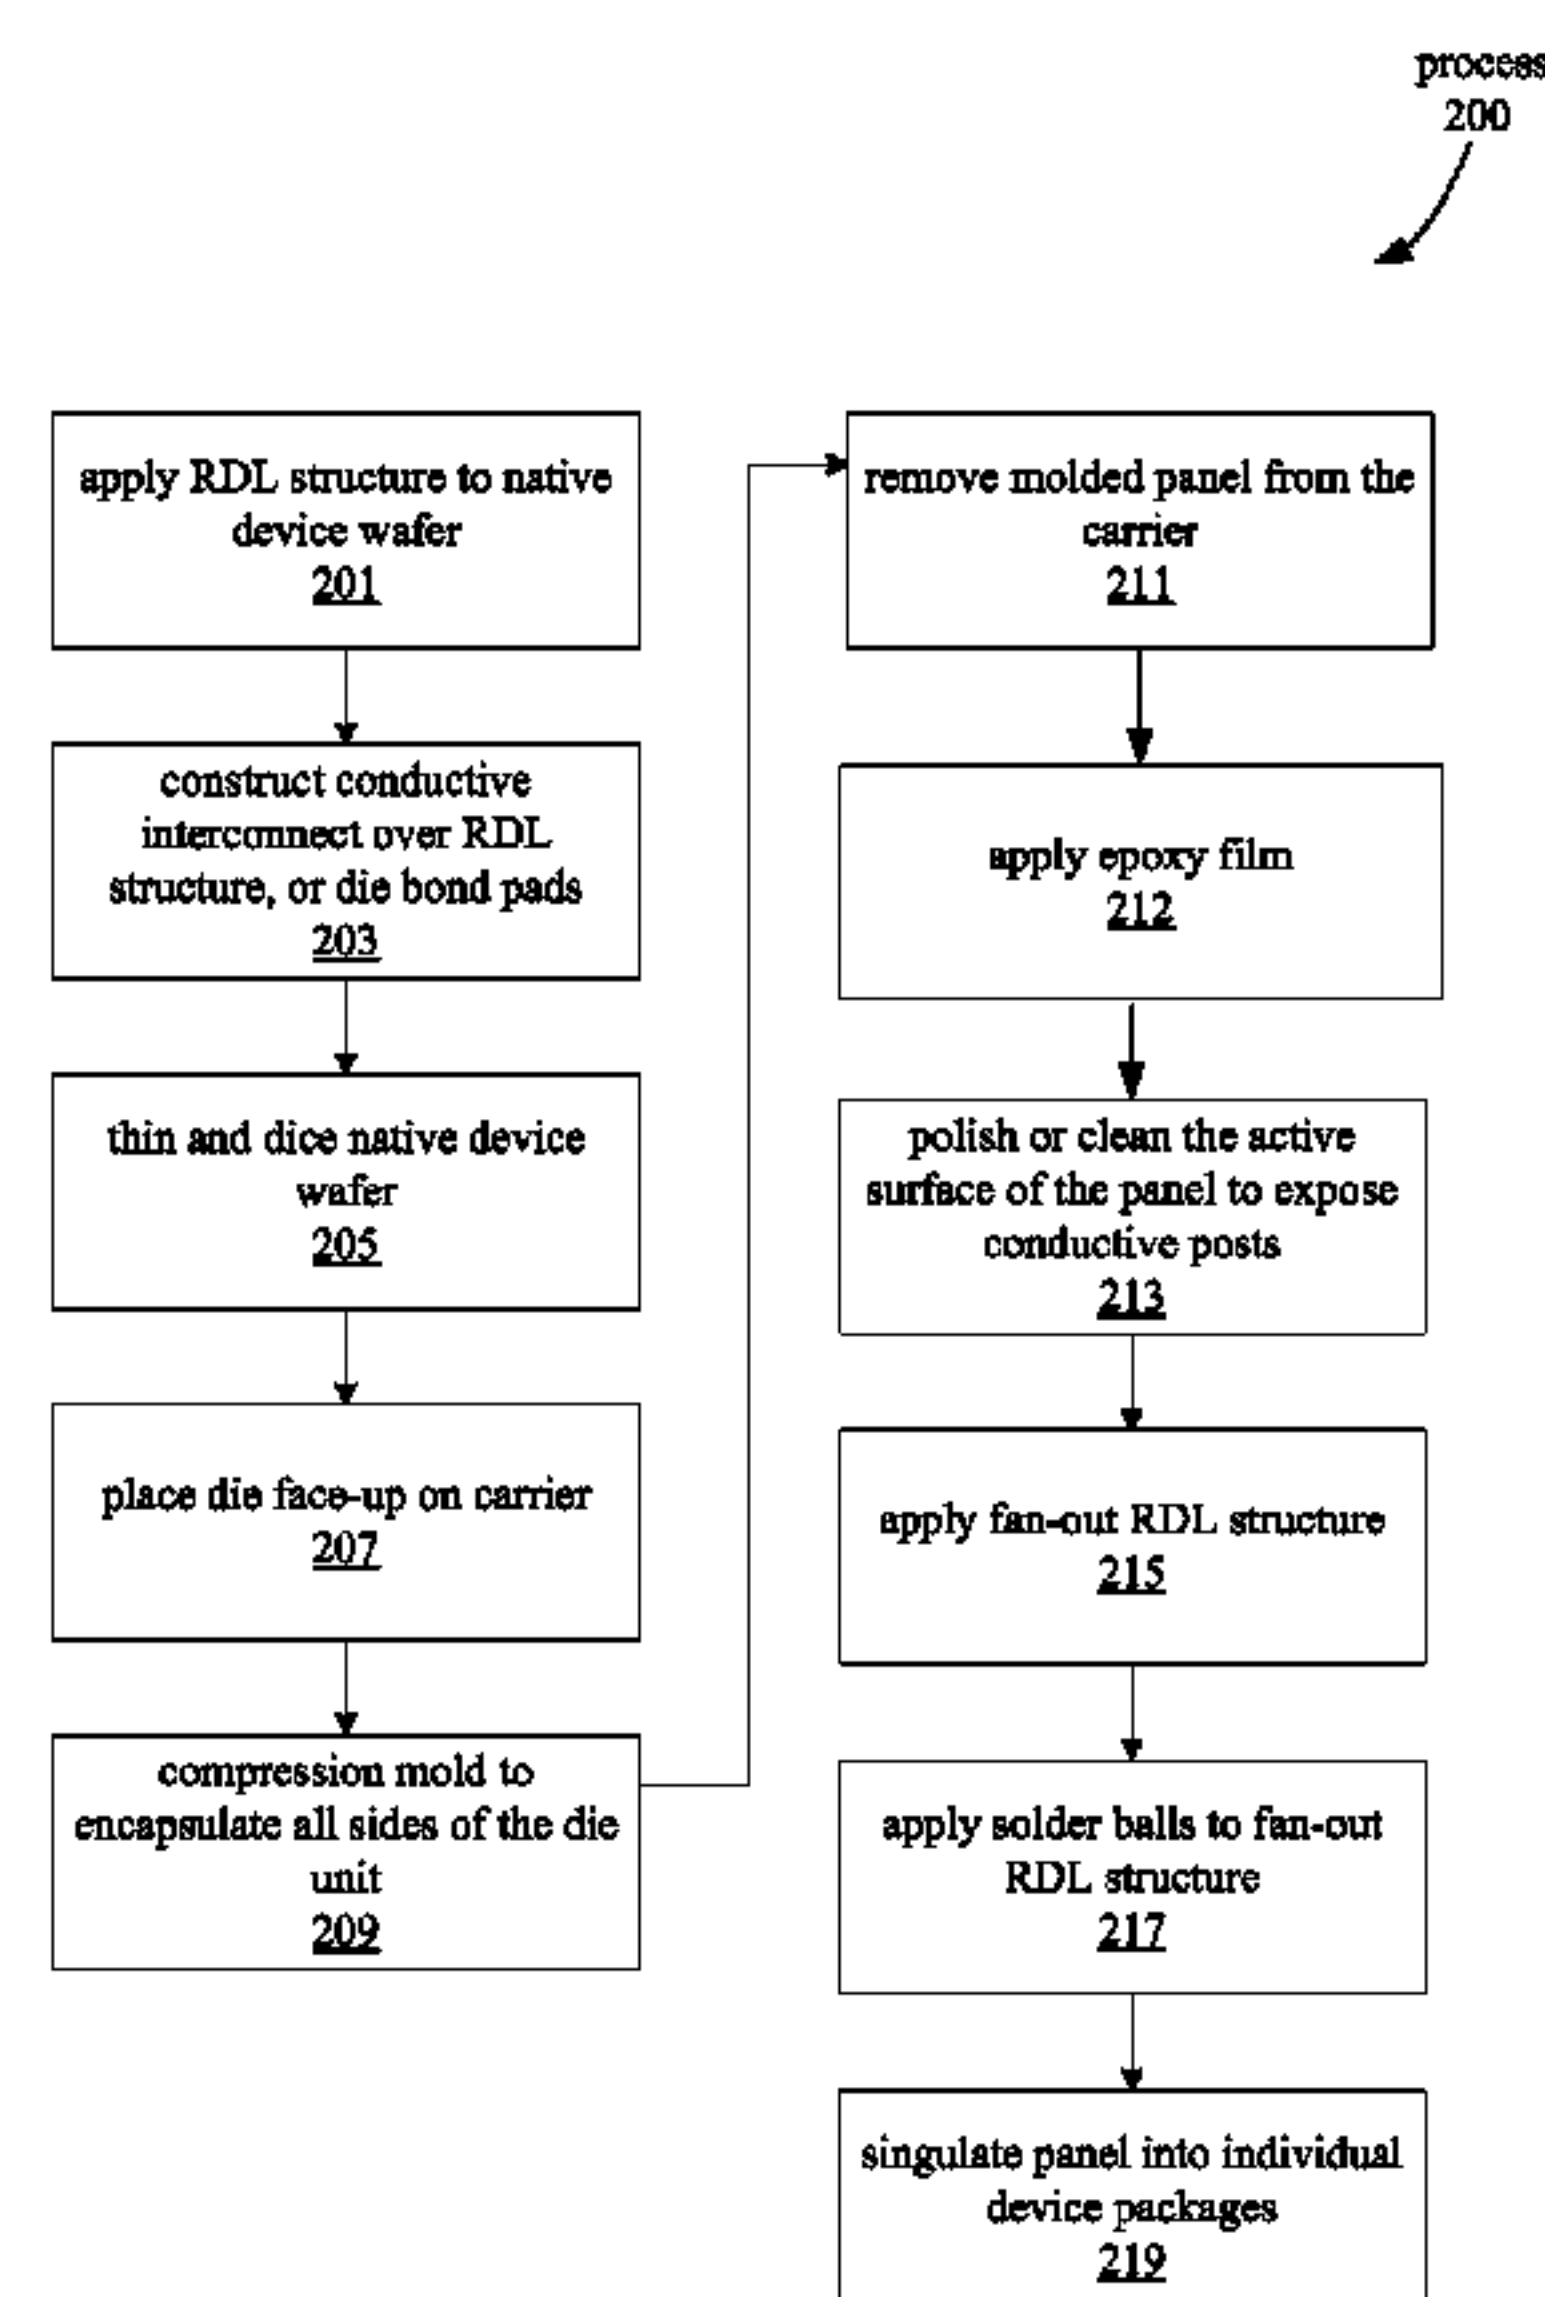 process
200
apply RDL structure to native
device wafer
201
construct conductive
interconnect over RDL
structure, or die bond pads
203
thin and dice native device
wafer
205
place die face-up on carrier
207
compression mold to
encapsulate all sides of the die
unit
209
remove molded panel from the
carrier
211
apply epoxy film
212
polish or clean the active
surface of the panel to expose
conductive posts
213
apply fan-out RDL structure
215
apply solder balls to fan-out
RDL structure
217
singulate panel into individual
device packages
219